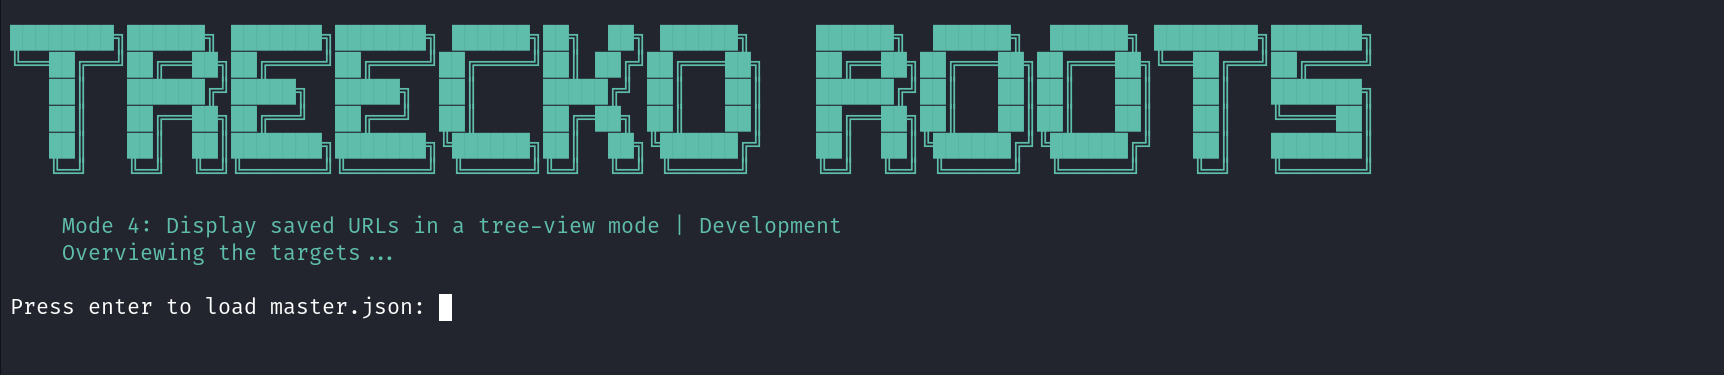 TREECKO ROOTS
Mode 4: Display saved URLs in a tree-view mode | Development
Overviewing the targets...
Press enter to load master.json: